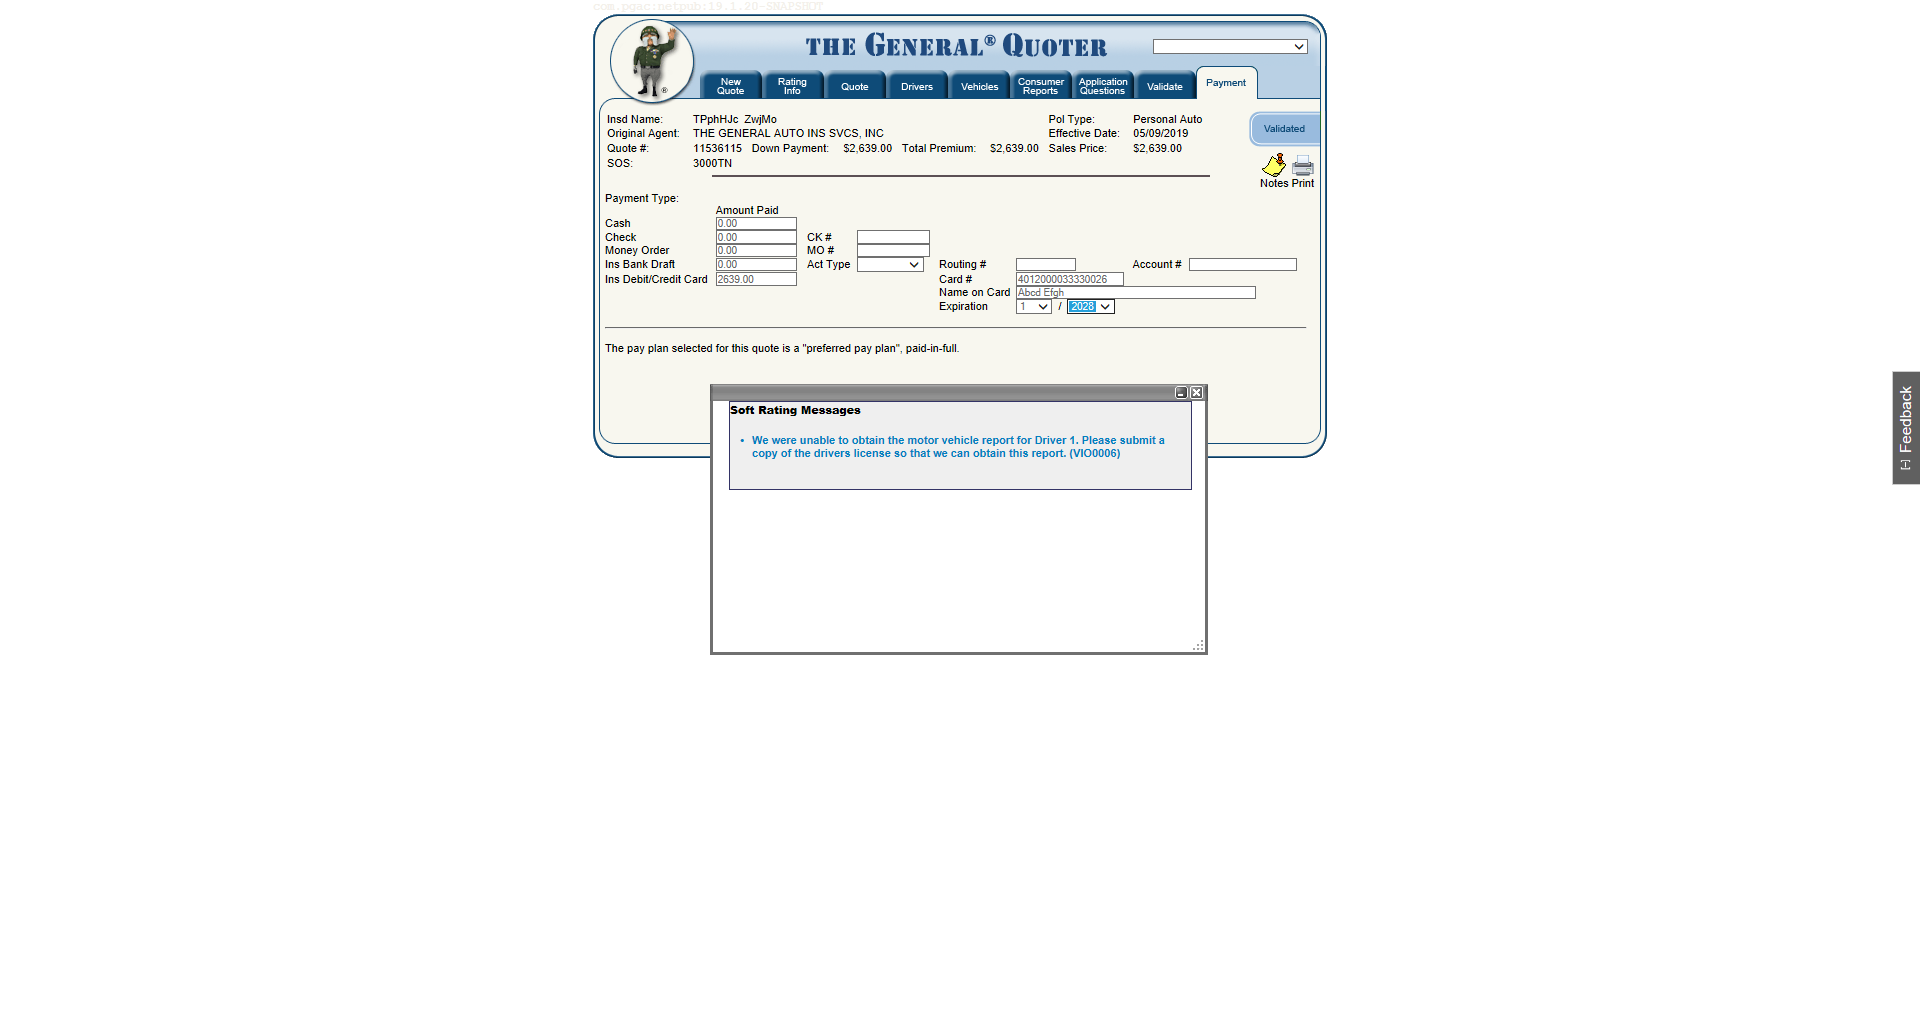 com.pgac:netpub:19.1.20-SNAPSHOT
THE GENERAL® QUOTER
New Quote
Rating Info
Quote
Drivers
Vehicles
Consumer Reports
Application Questions
Validate
Payment
Insd Name: TPphHJc ZwjMo Pol Type: Personal Auto
Validated
Original Agent: THE GENERAL AUTO INS SVCS, INC Effective Date: 05/09/2019
Quote #: 11536115 Down Payment: $2,639.00 Total Premium: $2,639.00 Sales Price: $2,639.00
SOS: 3000TN
Notes Print
Payment Type:
Amount Paid
Cash 0.00
Check 0.00 CK #
Money Order 0.00 MO #
Ins Bank Draft 0.00 Act Type Routing # Account #
Ins Debit/Credit Card 2639.00 Card # 4012000033330026
Name on Card Abcd Efgh
Expiration 1 / 2028
The pay plan selected for this quote is a "preferred pay plan", paid-in-full.
Soft Rating Messages
• We were unable to obtain the motor vehicle report for Driver 1. Please submit a
copy of the drivers license so that we can obtain this report. (VIO0006)
[-] Feedback
®